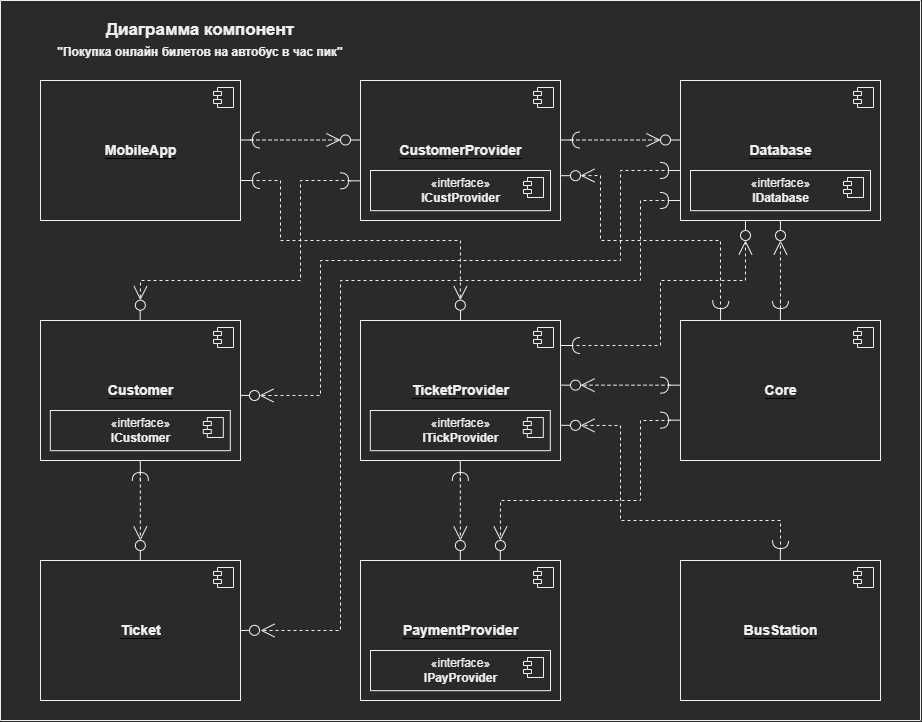 Диаграмма компонент
"Покупка онлайн билетов на автобус в час пик"
MobileApp
CustomerProvider
«interface»
ICustProvider
Database
«interface»
IDatabase
Customer
«interface»
ICustomer
TicketProvider
«interface»
ITickProvider
Core
Ticket
PaymentProvider
«interface»
IPayProvider
BusStation